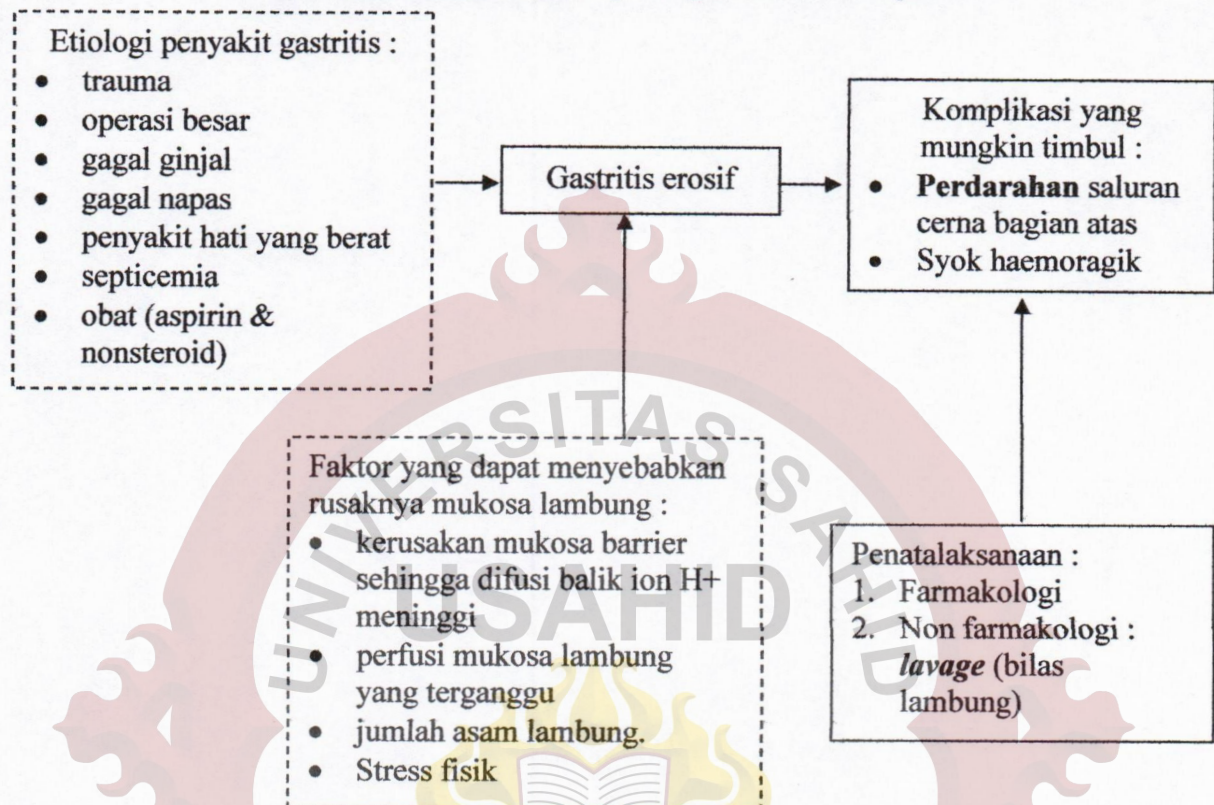 Etiologi penyakit gastritis :
• trauma
• operasi besar
• gagal ginjal
• gagal napas
• penyakit hati yang berat
• septicemia
• obat (aspirin &
nonsteroid)
Gastritis erosif
Komplikasi yang
mungkin timbul :
• Perdarahan saluran
cerna bagian atas
• Syok haemoragik
Faktor yang dapat menyebabkan
rusaknya mukosa lambung :
• kerusakan mukosa barrier
sehingga difusi balik ion H+
meninggi
• perfusi mukosa lambung
yang terganggu
• jumlah asam lambung.
• Stress fisik
Penatalaksanaan :
1. Farmakologi
2. Non farmakologi :
lavage (bilas
lambung)
UNIVERSITAS SAHID
USAHID